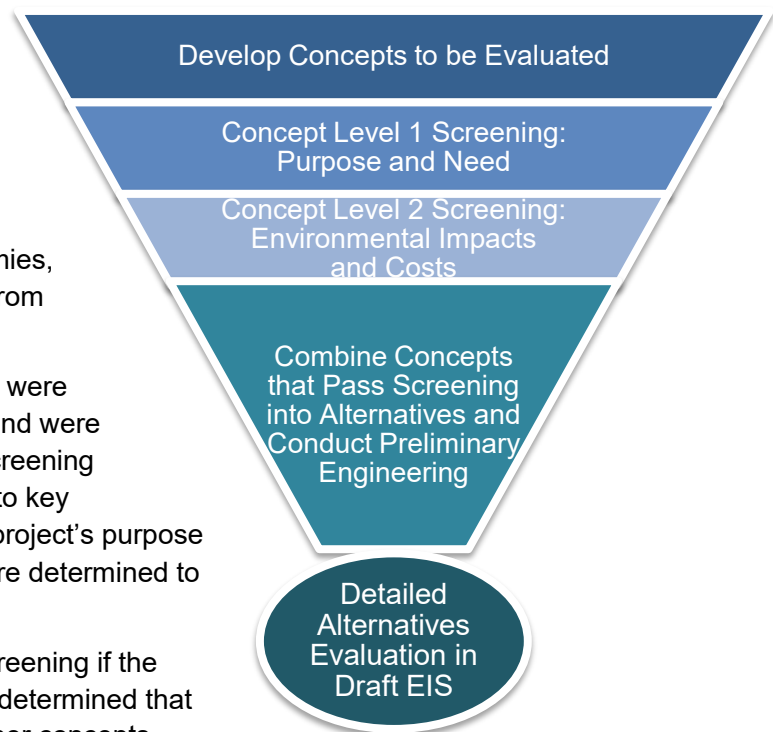 Develop Concepts to be Evaluated
Concept Level 1 Screening:
Purpose and Need
Concept Level 2 Screening:
Environmental Impacts
and Costs
Combine Concepts
that Pass Screening
into Alternatives and
Conduct Preliminary
Engineering
Detailed
Alternatives
Evaluation in
Draft EIS
were
nd were
creening
to key
project's purpose
re determined to
creening if the
determined that